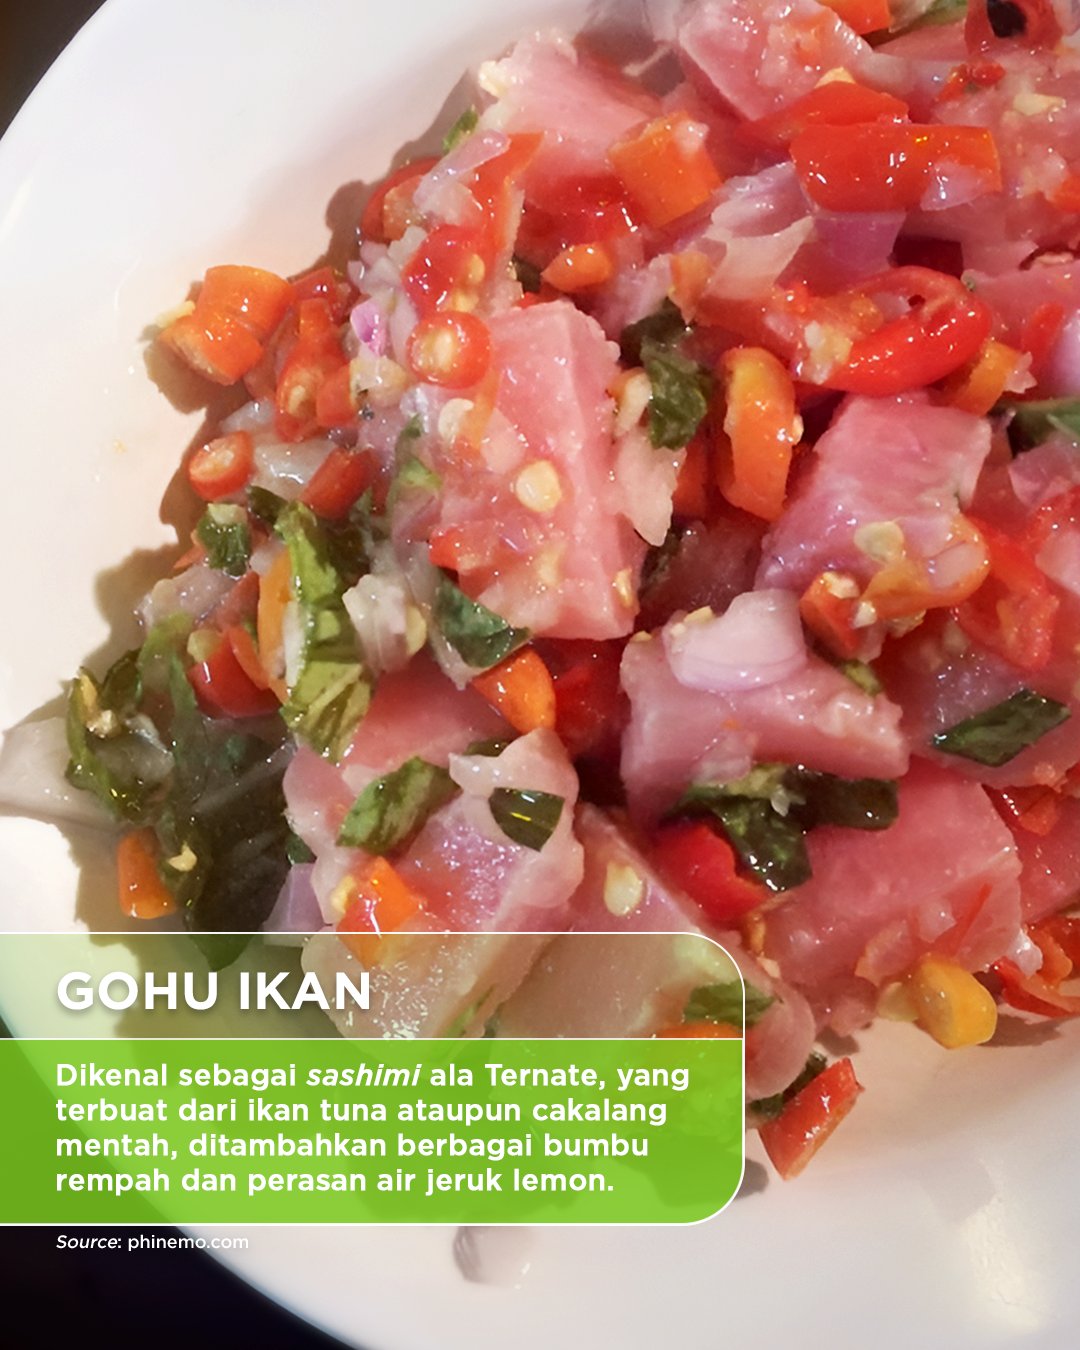 GOHU IKAN
Dikenal sebagai sashimi ala Ternate, yang
terbuat dari ikan tuna ataupun cakalang
mentah, ditambahkan berbagai bumbu
rempah dan perasan air jeruk lemon.
Source: phinemo.com